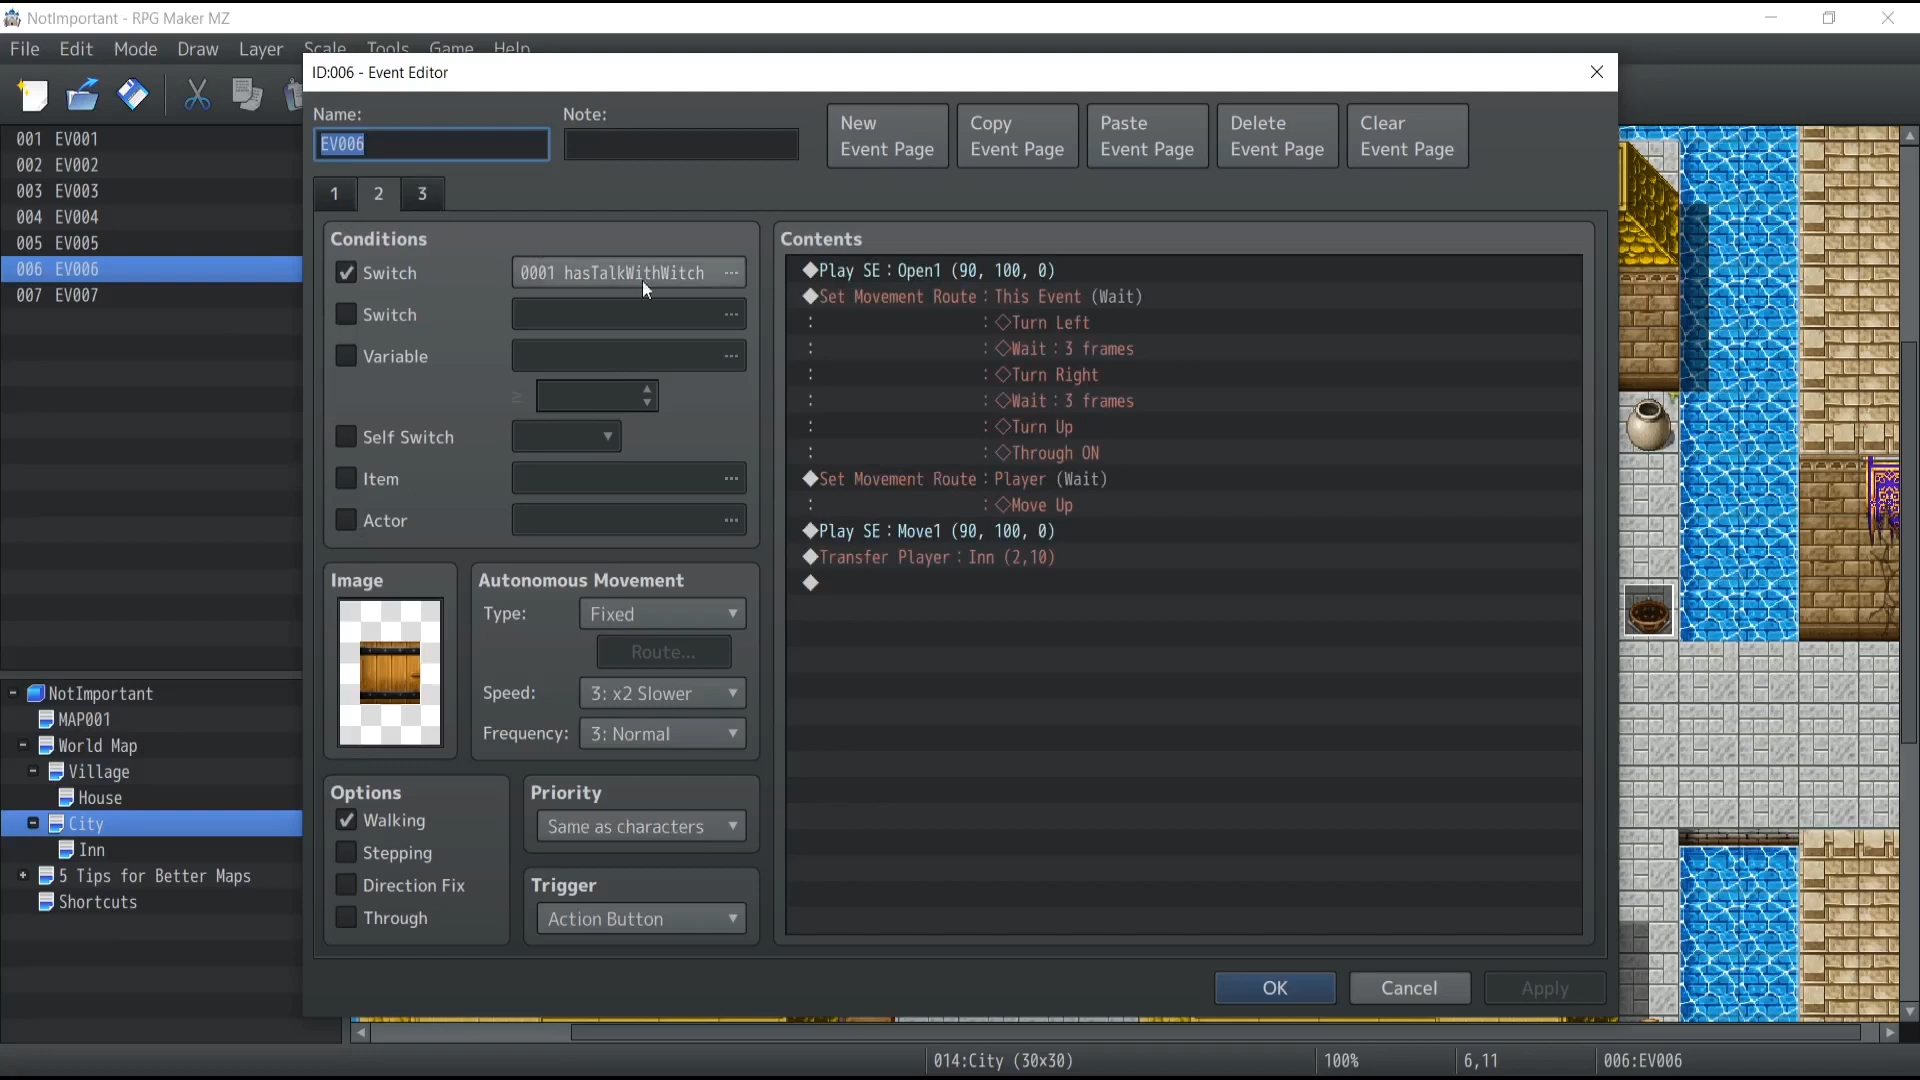 NotImportant - RPG Maker MZ
File Edit Mode Draw Layer Scale Tools Game Help
ID:006 - Event Editor
Name:
Note:
EV006
New
Event Page
Copy
Event Page
Paste
Event Page
Delete
Event Page
Clear
Event Page
001 EV001
002 EV002
003 EV003
004 EV004
005 EV005
006 EV006
007 EV007
1 2 3
Conditions
Switch 0001 hasTalkWithWitch ...
Switch ...
Variable ...
≥
Self Switch
Item ...
Actor ...
Image
Autonomous Movement
Type: Fixed
Route...
Speed: 3: x2 Slower
Frequency: 3: Normal
Options
Walking
Stepping
Direction Fix
Through
Priority
Same as characters
Trigger
Action Button
Contents
◆Play SE : Open1 (90, 100, 0)
◆Set Movement Route : This Event (Wait)
: : ◇Turn Left
: : ◇Wait : 3 frames
: : ◇Turn Right
: : ◇Wait : 3 frames
: : ◇Turn Up
: : ◇Through ON
◆Set Movement Route : Player (Wait)
: : ◇Move Up
◆Play SE : Move1 (90, 100, 0)
◆Transfer Player : Inn (2,10)
◆
OK Cancel Apply
NotImportant
MAP001
World Map
Village
House
City
Inn
5 Tips for Better Maps
Shortcuts
014:City (30x30) 100% 6,11 006:EV006